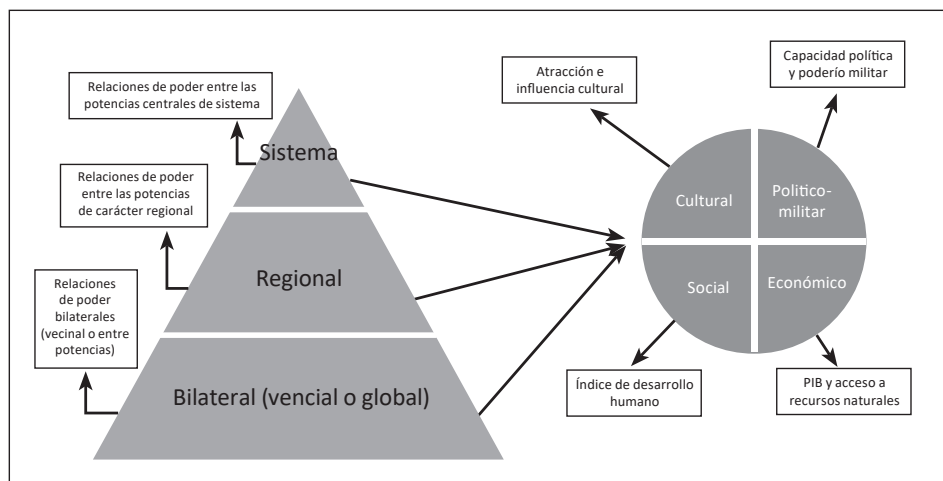 Relaciones de poder entre las
potencias centrales de sistema
Sistema
Relaciones de poder
entre las potencias
de carácter regional
Regional
Relaciones
de poder
bilaterales
(vecinal o entre
potencias)
Bilateral (vencial o global)
Atracción e
influencia cultural
Capacidad política
y poderío militar
Cultural
Politico-
militar
Social
Económico
Índice de desarrollo
humano
PIB y acceso a
recursos naturales